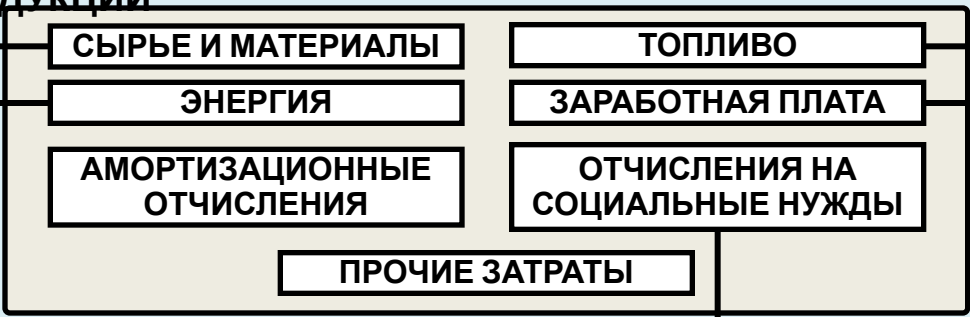 СЫРЬЕ И МАТЕРИАЛЫ
ТОПЛИВО
ЭНЕРГИЯ
ЗАРАБОТНАЯ ПЛАТА
АМОРТИЗАЦИОННЫЕ
ОТЧИСЛЕНИЯ
ОТЧИСЛЕНИЯ НА
СОЦИАЛЬНЫЕ НУЖДЫ
ПРОЧИЕ ЗАТРАТЫ